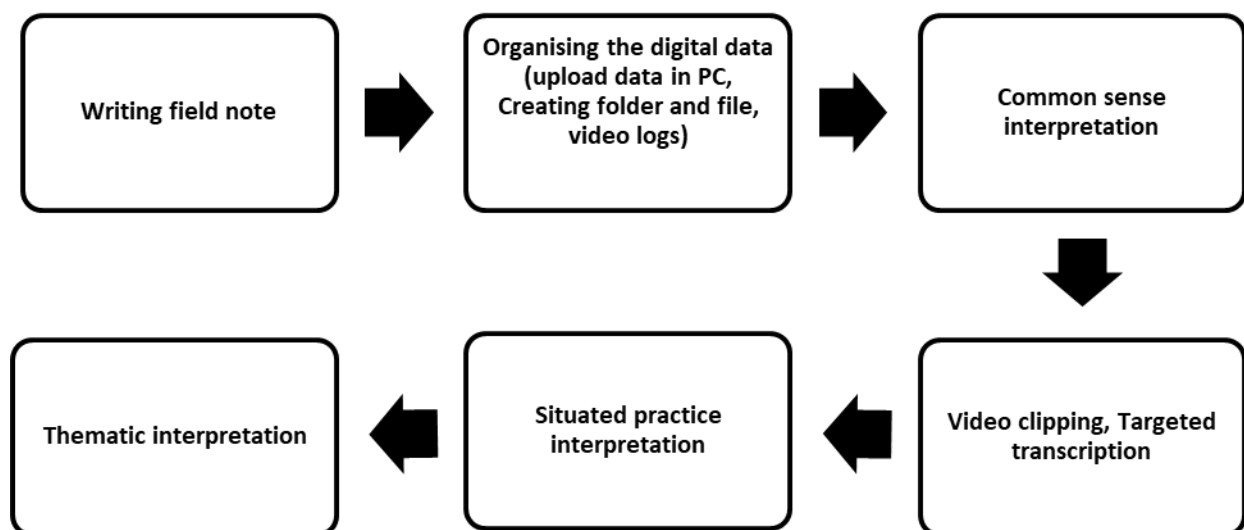 Writing field note
Organising the digital data
(upload data in PC,
Creating folder and file,
video logs)
Common sense
interpretation
Video clipping, Targeted
transcription
Situated practice
interpretation
Thematic interpretation